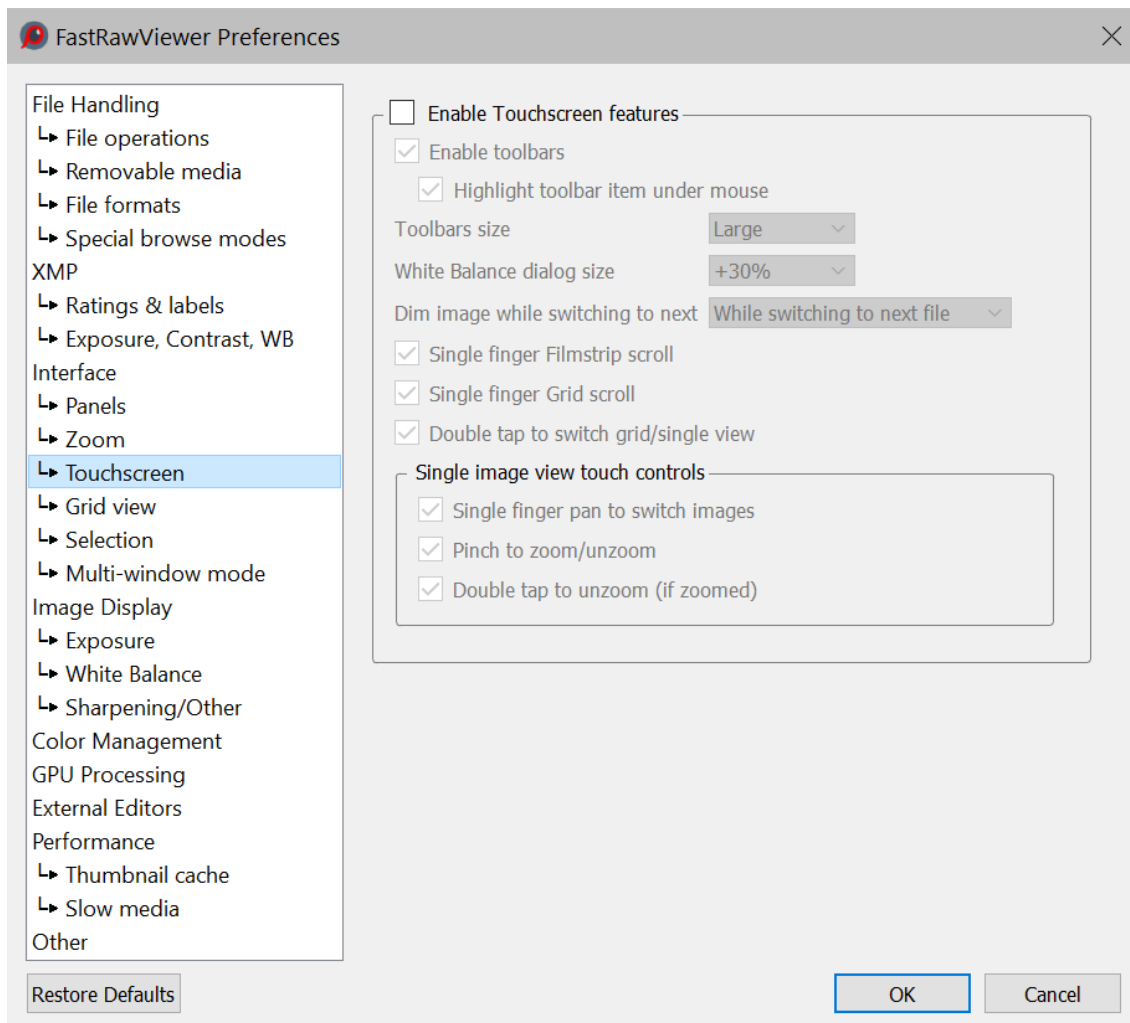 FastRawViewer Preferences
File Handling
File operations
Removable media
File formats
Special browse modes
XMP
Ratings & labels
Exposure, Contrast, WB
Interface
Panels
Zoom
Touchscreen
Grid view
Selection
Multi-window mode
Image Display
Exposure
White Balance
Sharpening/Other
Color Management
GPU Processing
External Editors
Performance
Thumbnail cache
Slow media
Other
Enable Touchscreen features
Enable toolbars
Highlight toolbar item under mouse
Toolbars size Large
White Balance dialog size +30%
Dim image while switching to next While switching to next file
Single finger Filmstrip scroll
Single finger Grid scroll
Double tap to switch grid/single view
Single image view touch controls
Single finger pan to switch images
Pinch to zoom/unzoom
Double tap to unzoom (if zoomed)
Restore Defaults OK Cancel